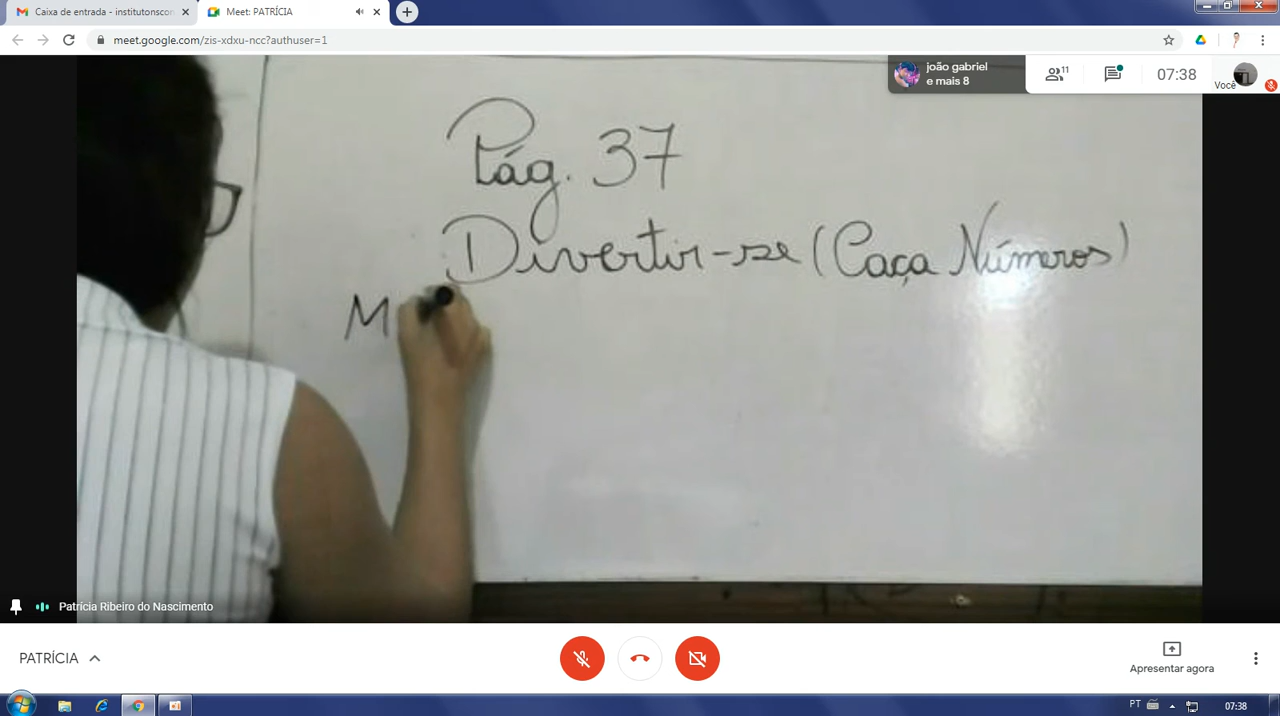 Caixa de entrada - institutonscon
Meet: PATRÍCIA
meet.google.com/zis-xdxu-ncc?authuser=1
joão gabriel
e mais 8
11
07:38
Você
Pág. 37
Divertir-se (Caça Números)
M
Patrícia Ribeiro do Nascimento
PATRÍCIA
Apresentar agora
PT
07:38